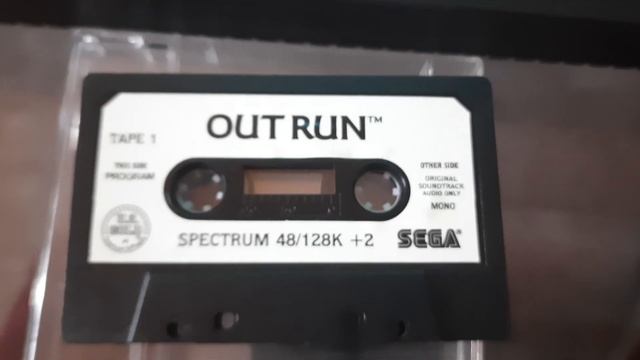 OUT RUN™
TAPE 1
THIS SIDE
PROGRAM
OTHER SIDE
ORIGINAL
SOUNDTRACK
AUDIO ONLY
MONO
U.S.
GOLD
SPECTRUM 48/128K +2
SEGA®